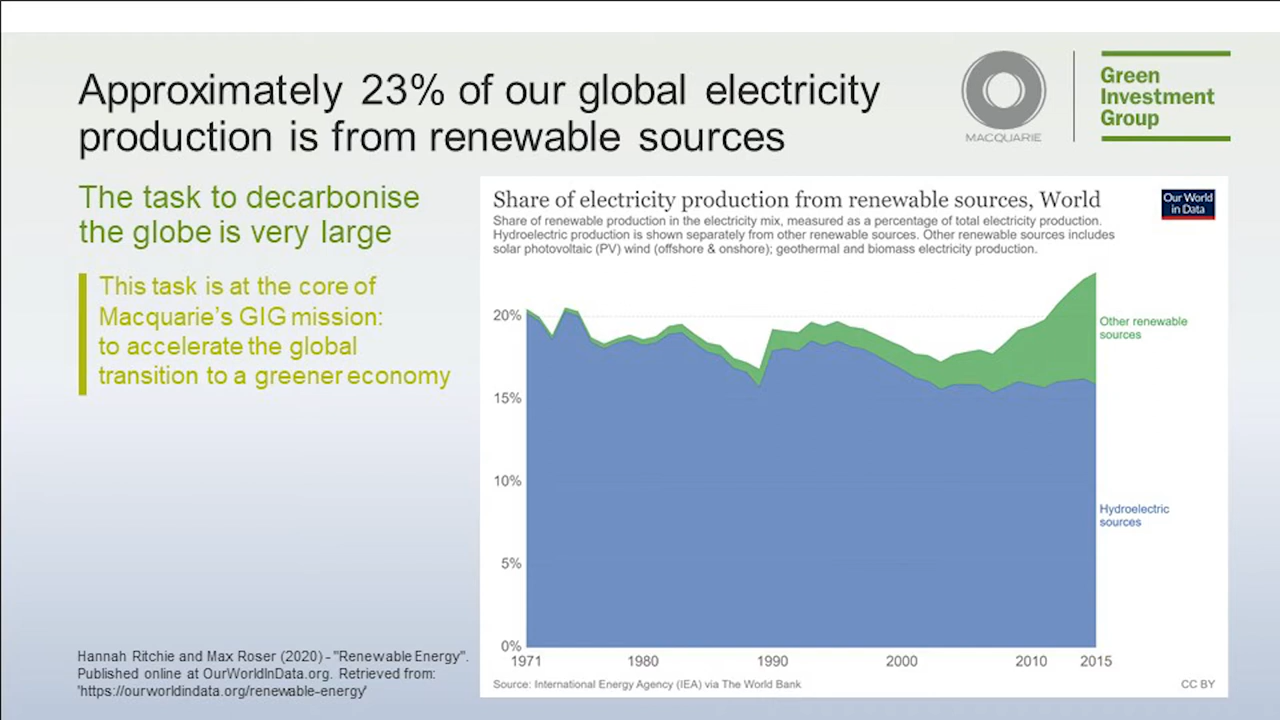 Approximately 23% of our global electricity
production is from renewable sources
MACQUARIE
Green
Investment
Group
The task to decarbonise
the globe is very large
This task is at the core of
Macquarie's GIG mission:
to accelerate the global
transition to a greener economy
Share of electricity production from renewable sources, World
Our World
in Data
Share of renewable production in the electricity mix, measured as a percentage of total electricity production.
Hydroelectric production is shown separately from other renewable sources. Other renewable sources includes
solar photovoltaic (PV) wind (offshore & onshore); geothermal and biomass electricity production.
20%
15%
10%
5%
0%
Other renewable
sources
Hydroelectric
sources
1971 1980 1990 2000 2010 2015
Source: International Energy Agency (IEA) via The World Bank
CC BY
Hannah Ritchie and Max Roser (2020) - "Renewable Energy".
Published online at OurWorldInData.org. Retrieved from:
'https://ourworldindata.org/renewable-energy'